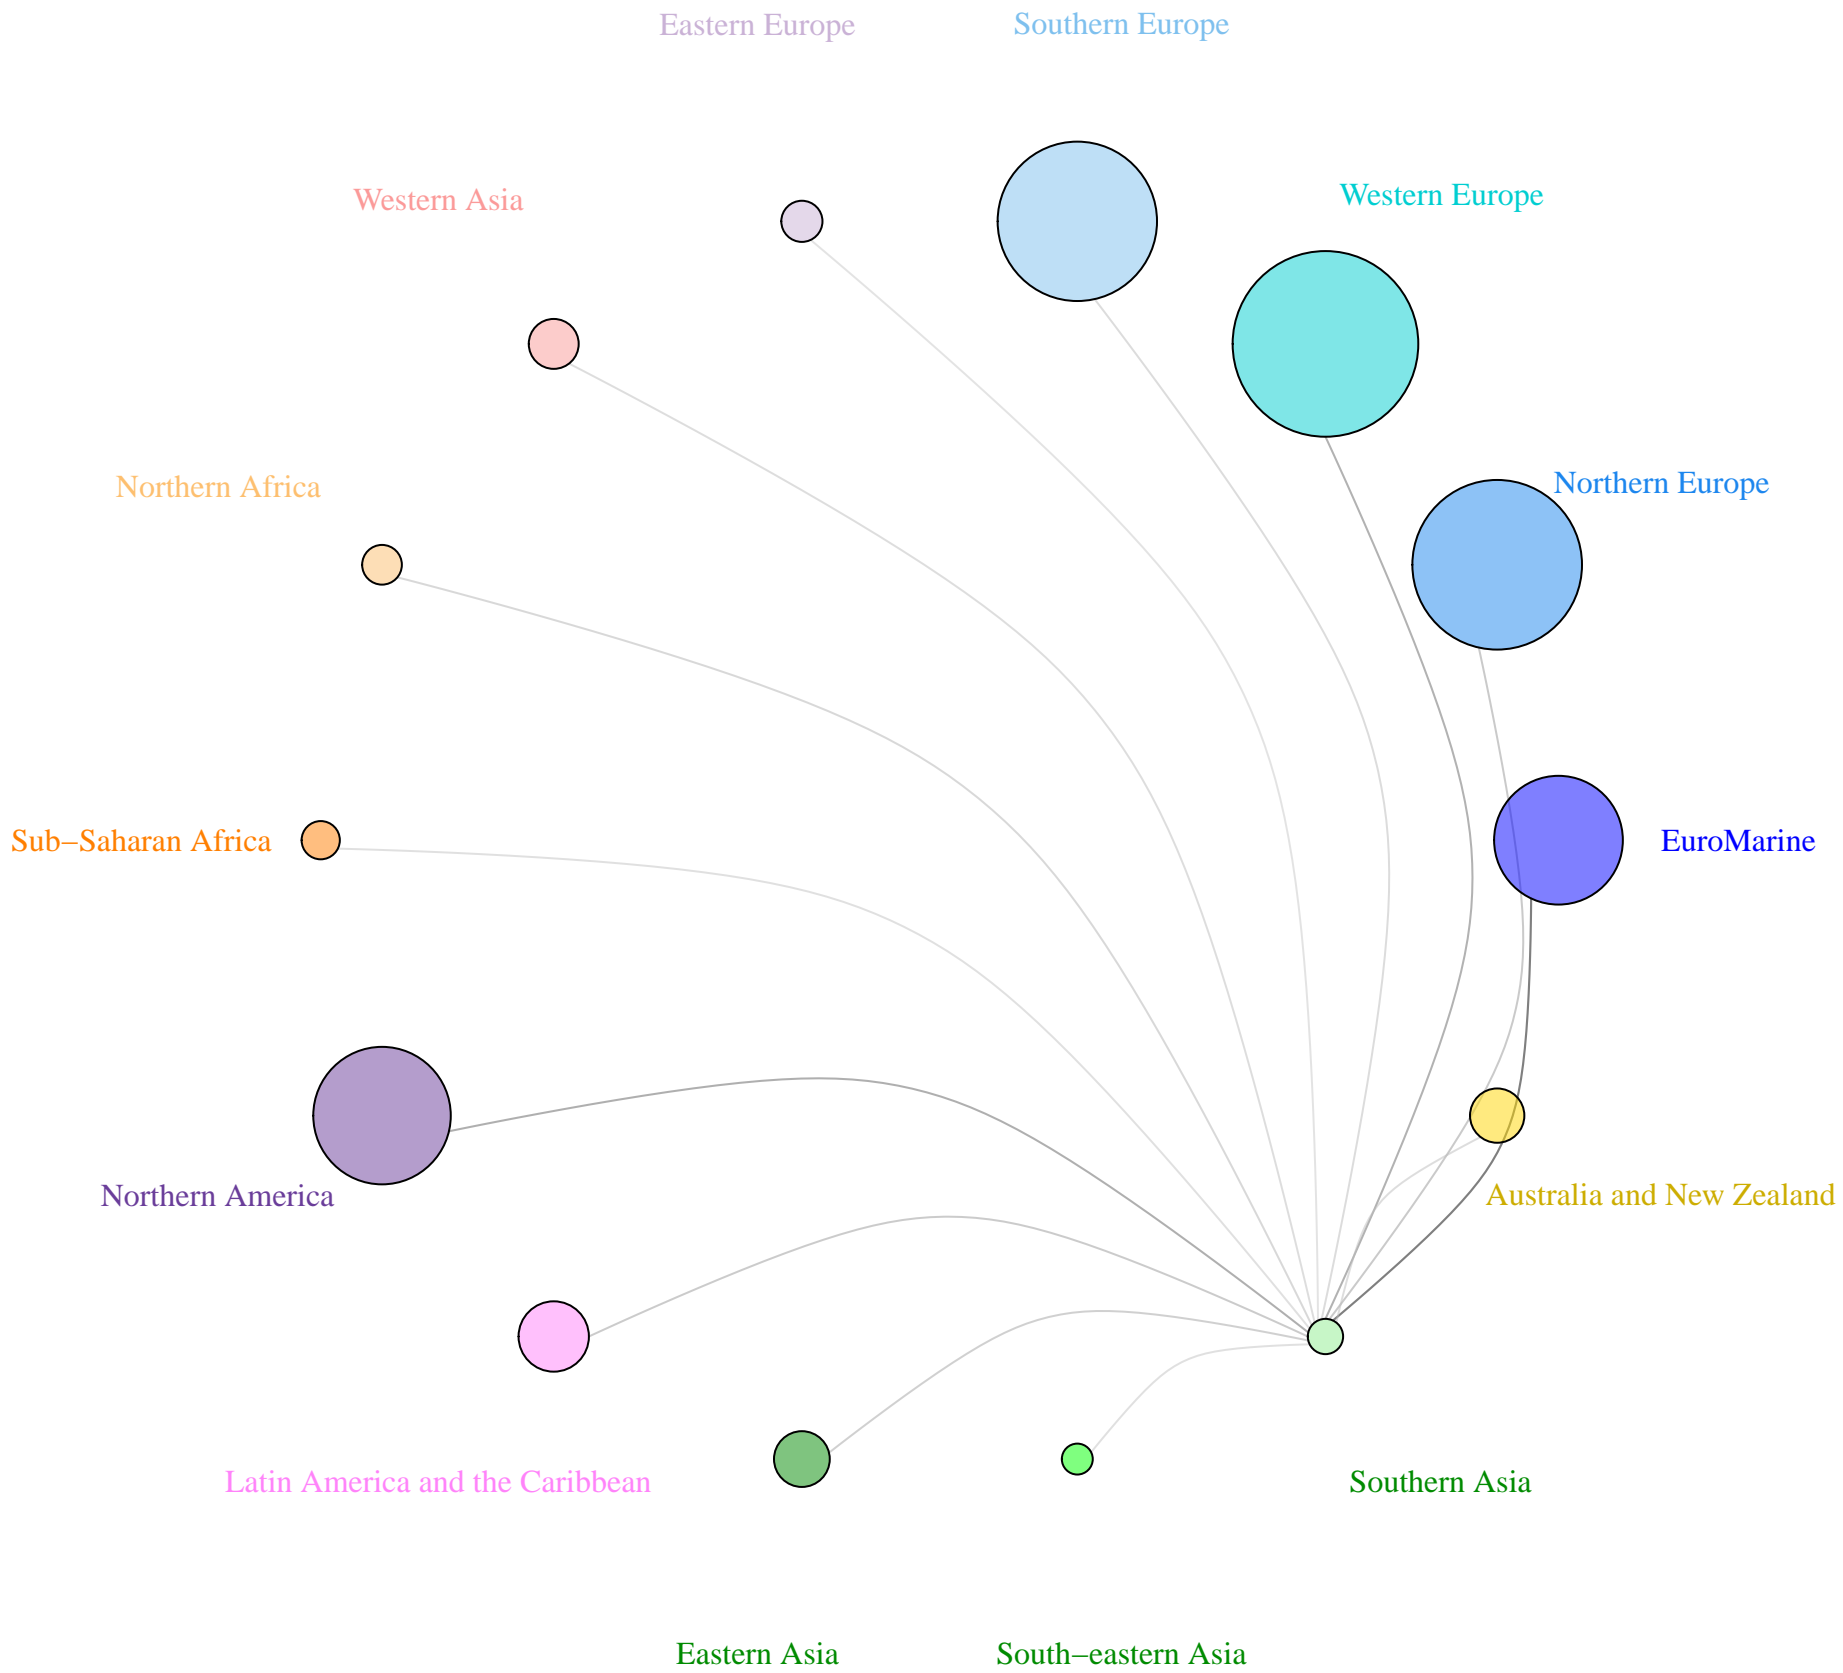 Eastern Europe
Southern Europe
Western Asia
Western Europe
Northern Africa
Northern Europe
Sub−Saharan Africa
EuroMarine
Northern America
Australia and New Zealand
Latin America and the Caribbean
Southern Asia
Eastern Asia
South−eastern Asia